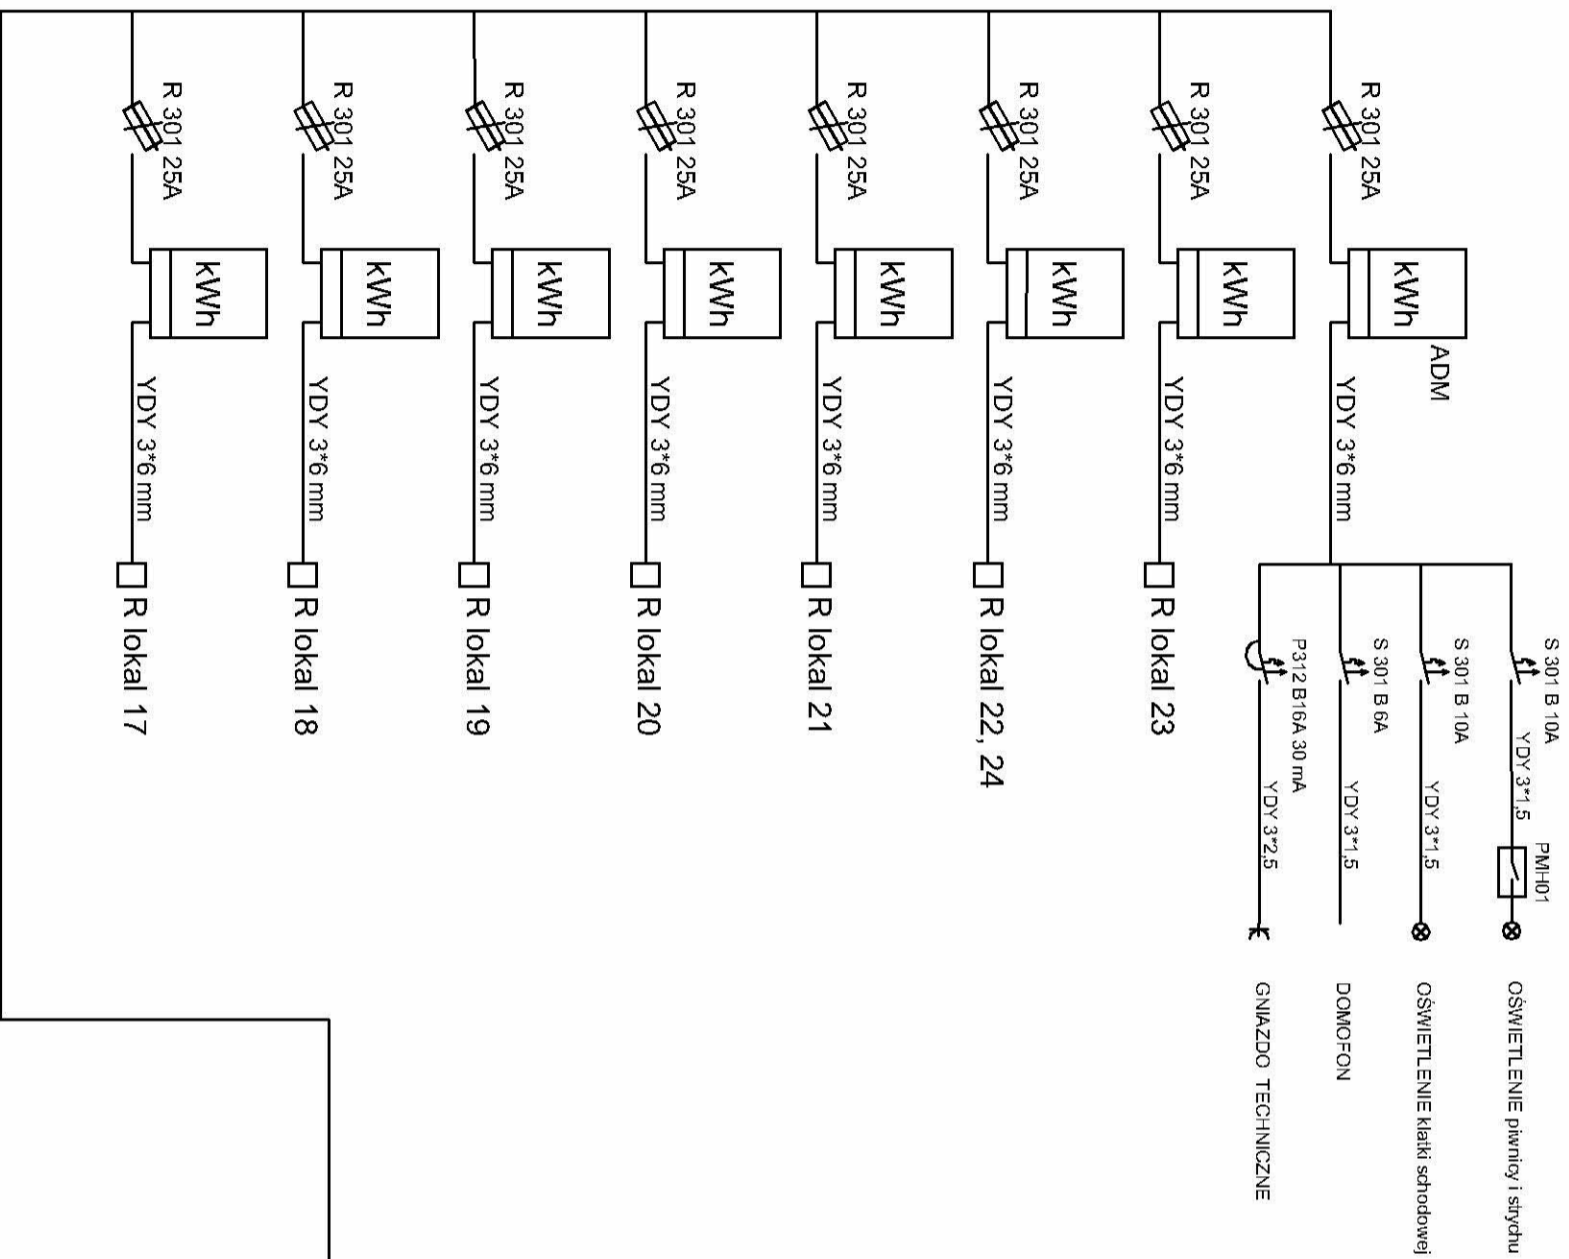 OŚWIETLENIE piwnicy i strychu
OŚWIETLENIE klatki schodowej
DOMOFON
GNIAZDO TECHNICZNE
S 301 B 10A
YDY 3*1,5
PMH01
S 301 B 10A
YDY 3*1,5
S 301 B 6A
YDY 3*1,5
P312 B16A 30 mA
YDY 3*2,5
R 301 25A
kWh
ADM
YDY 3*6 mm
R 301 25A
kWh
YDY 3*6 mm
R lokal 23
R 301 25A
kWh
YDY 3*6 mm
R lokal 22, 24
R 301 25A
kWh
YDY 3*6 mm
R lokal 21
R 301 25A
kWh
YDY 3*6 mm
R lokal 20
R 301 25A
kWh
YDY 3*6 mm
R lokal 19
R 301 25A
kWh
YDY 3*6 mm
R lokal 18
R 301 25A
kWh
YDY 3*6 mm
R lokal 17